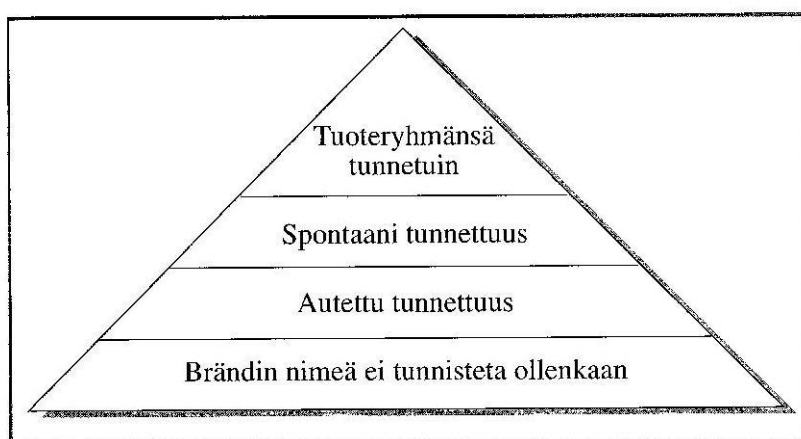 Tuoteryhmänsä
tunnetuin
Spontaani tunnettuus
Autettu tunnettuus
Brändin nimeä ei tunnisteta ollenkaan